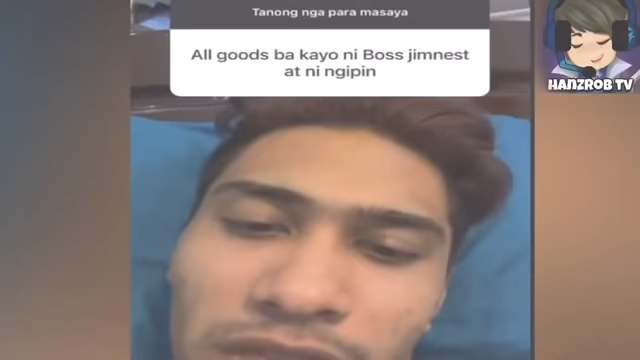 Tanong nga para masaya
All goods ba kayo ni Boss jimnest
at ni ngipin
HANZROB TV